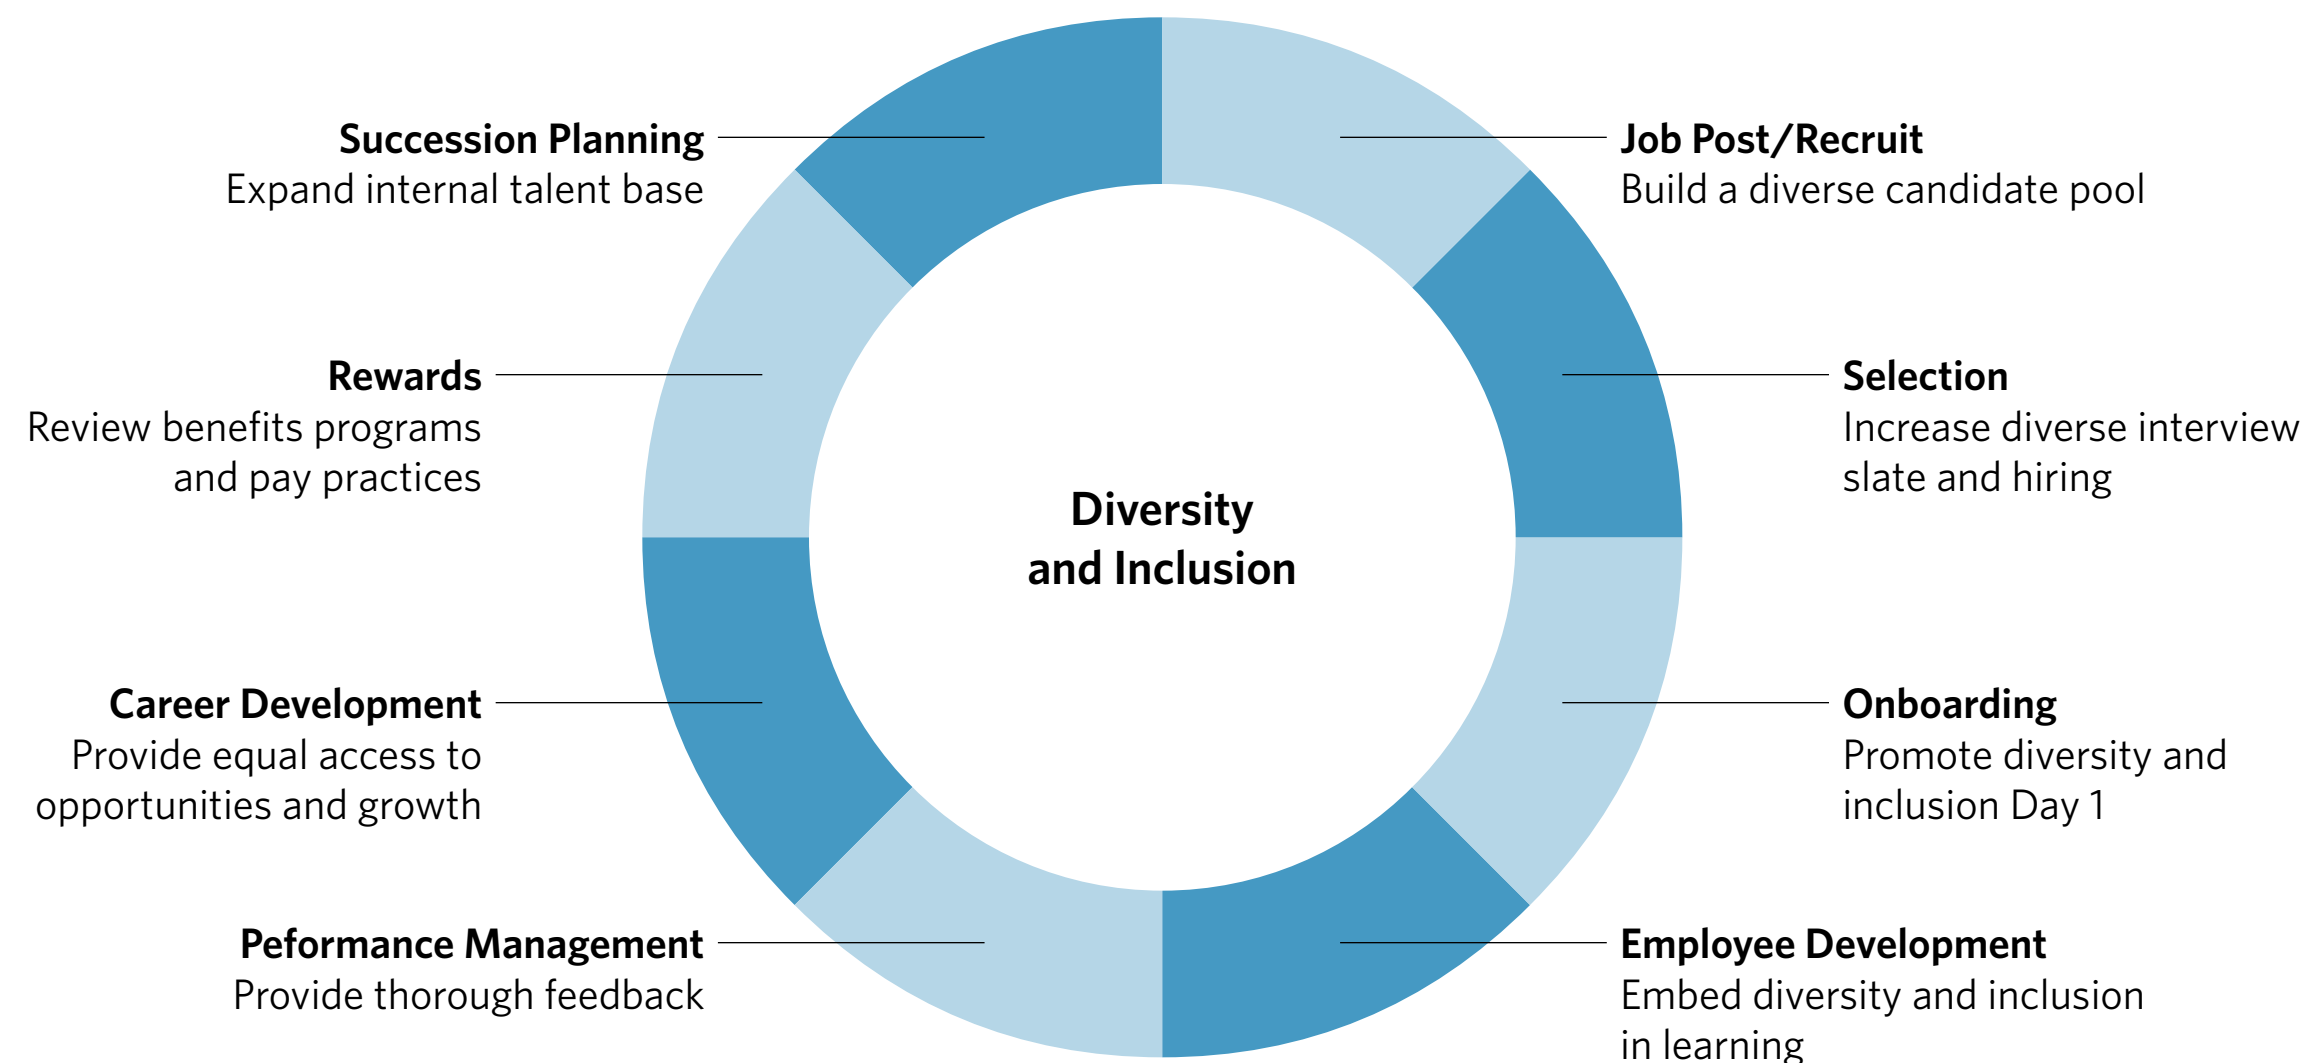 Succession Planning
Expand internal talent base
Job Post/Recruit
Build a diverse candidate pool
Rewards
Review benefits programs
and pay practices
Selection
Increase diverse interview
slate and hiring
Diversity
and Inclusion
Career Development
Provide equal access to
opportunities and growth
Onboarding
Promote diversity and
inclusion Day 1
Peformance Management
Provide thorough feedback
Employee Development
Embed diversity and inclusion
in learning